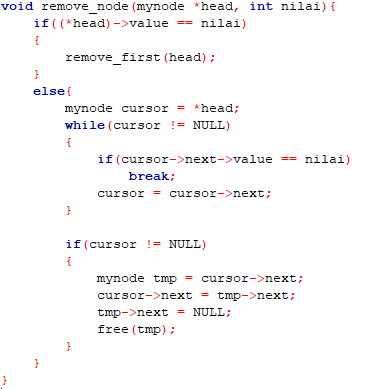 void remove_node(mynode *head, int nilai){
    if((*head)->value == nilai)
    {
        remove_first(head);
    }
    else{
        mynode cursor = *head;
        while(cursor != NULL)
        {
            if(cursor->next->value == nilai)
                break;
            cursor = cursor->next;
        }

        if(cursor != NULL)
        {
            mynode tmp = cursor->next;
            cursor->next = tmp->next;
            tmp->next = NULL;
            free(tmp);
        }
    }
}